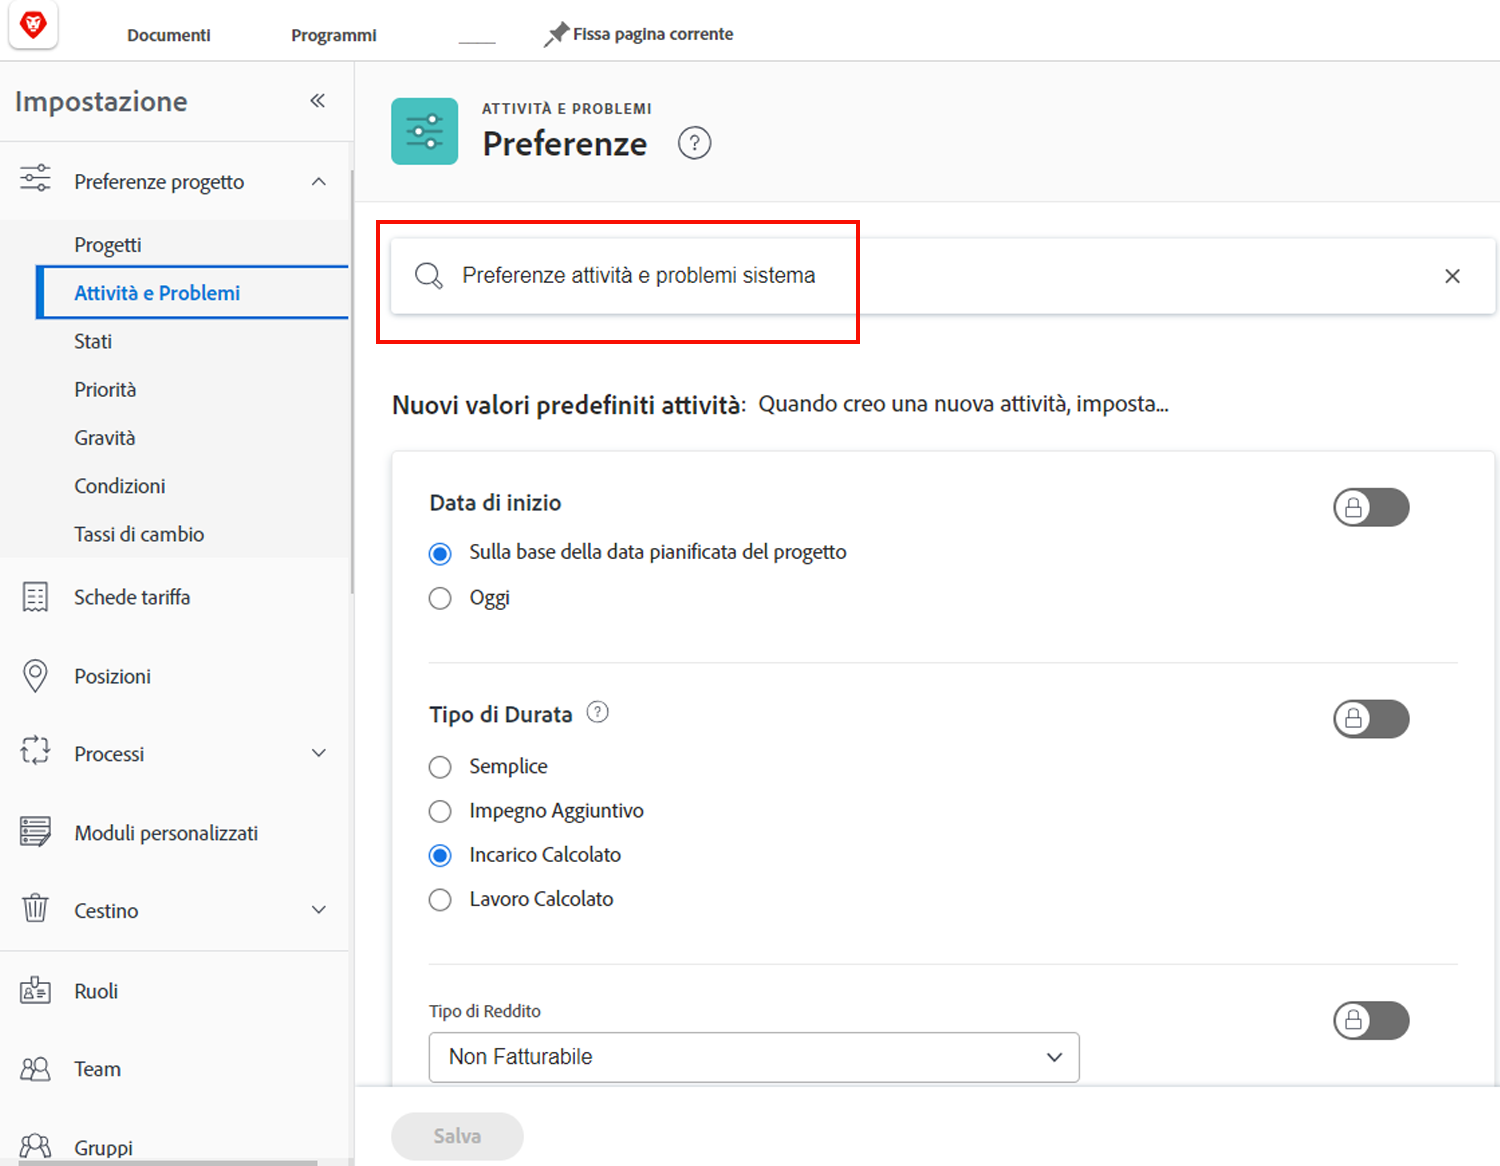 Documenti
Programmi
Fissa pagina corrente
Impostazione
Preferenze progetto
Progetti
Attività e Problemi
Stati
Priorità
Gravità
Condizioni
Tassi di cambio
Schede tariffa
Posizioni
Processi
Moduli personalizzati
Cestino
Ruoli
Team
Gruppi
ATTIVITÀ E PROBLEMI
Preferenze ?
Preferenze attività e problemi sistema
Nuovi valori predefiniti attività: Quando creo una nuova attività, imposta...
Data di inizio
Sulla base della data pianificata del progetto
Oggi
Tipo di Durata ?
Semplice
Impegno Aggiuntivo
Incarico Calcolato
Lavoro Calcolato
Tipo di Reddito
Non Fatturabile
Salva